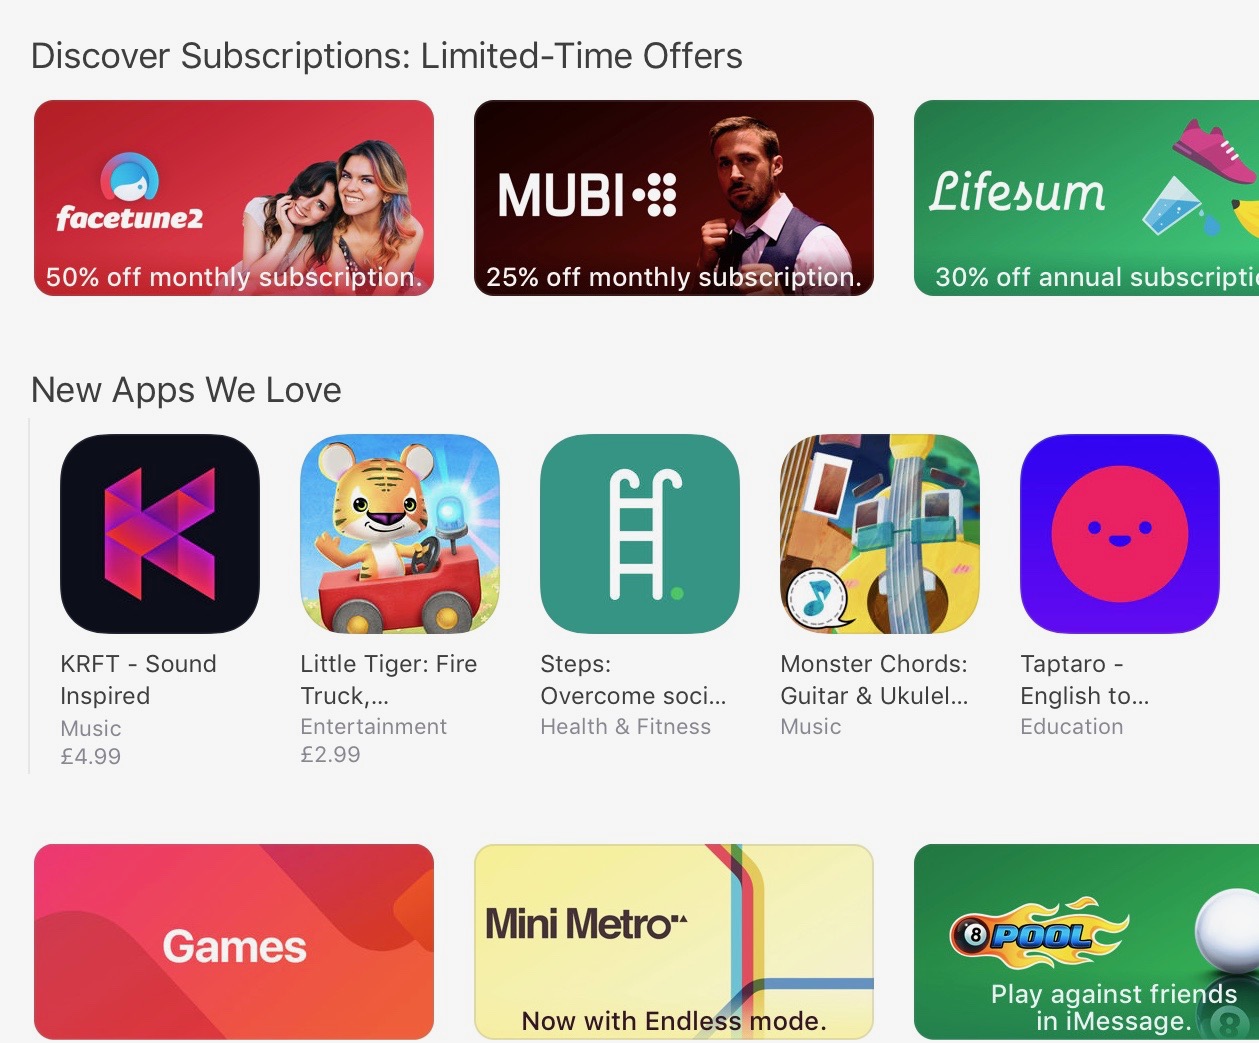 Discover Subscriptions: Limited-Time Offers
facetune2
50% off monthly subscription.
MUBI
25% off monthly subscription.
Lifesum
30% off annual
New Apps We Love
KRFT - Sound
Inspired
Music
£4.99
Little Tiger: Fire
Truck,...
Entertainment
£2.99
Steps:
Overcome soci...
Health & Fitness
Monster Chords:
Guitar & Ukulel...
Music
Taptaro -
English to...
Education
Games
Mini Metro
Now with Endless mode.
8 POOL
Play against friends
in iMessage.
8